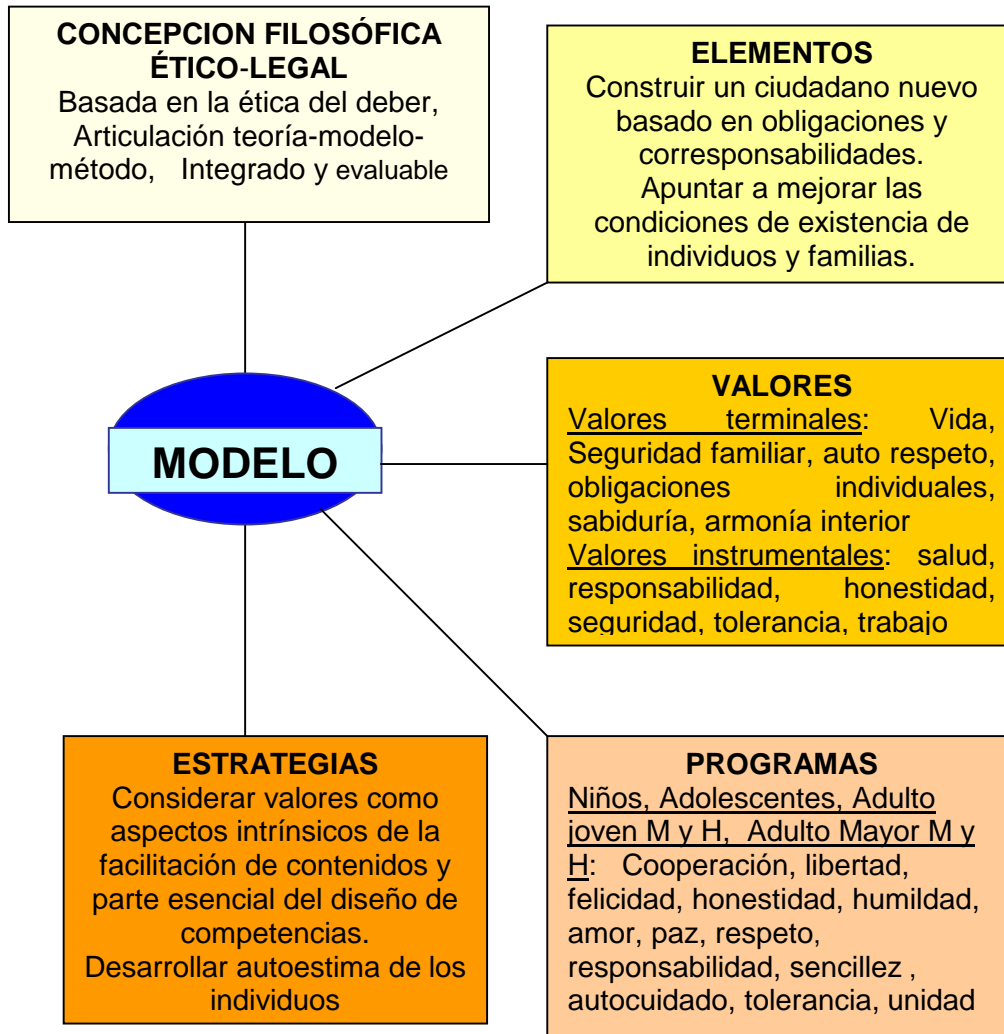 CONCEPCION FILOSÓFICA
ÉTICO-LEGAL
Basada en la ética del deber,
Articulación teoría-modelo-
método, Integrado y evaluable
ELEMENTOS
Construir un ciudadano nuevo
basado en obligaciones y
corresponsabilidades.
Apuntar a mejorar las
condiciones de existencia de
individuos y familias.
MODELO
VALORES
Valores terminales: Vida,
Seguridad familiar, auto respeto,
obligaciones individuales,
sabiduría, armonía interior
Valores instrumentales: salud,
responsabilidad, honestidad,
seguridad, tolerancia, trabajo
ESTRATEGIAS
Considerar valores como
aspectos intrínsicos de la
facilitación de contenidos y
parte esencial del diseño de
competencias.
Desarrollar autoestima de los
individuos
PROGRAMAS
Niños, Adolescentes, Adulto
joven M y H, Adulto Mayor M y
H: Cooperación, libertad,
felicidad, honestidad, humildad,
amor, paz, respeto,
responsabilidad, sencillez ,
autocuidado, tolerancia, unidad